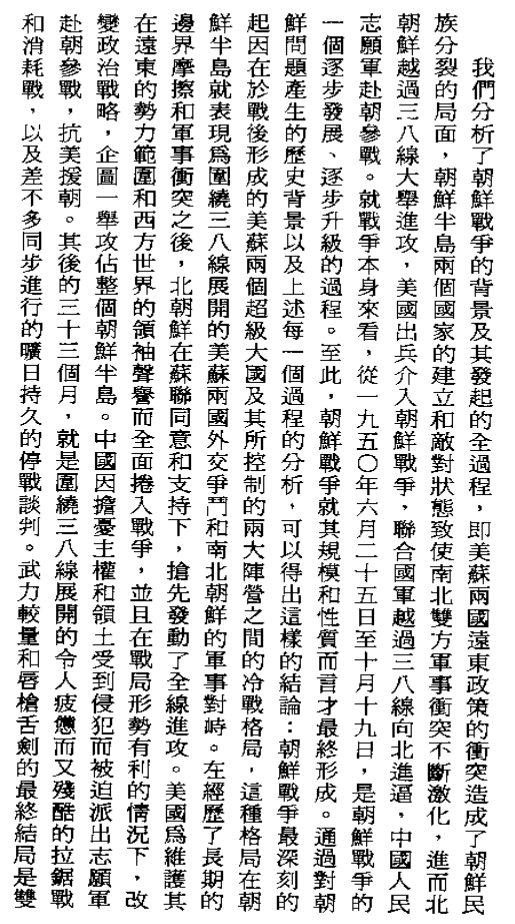 我們分析了朝鮮戰爭的背景及其發起的全過程，即美蘇兩國遠東政策的衝突造成了朝鮮民
族分裂的局面，朝鮮半島兩個國家的建立和敵對狀態致使南北雙方軍事衝突不斷激化，進而北
朝鮮越過三八線大舉進攻，美國出兵介入朝鮮戰爭，聯合國軍越過三八線向北進逼，中國人民
志願軍赴朝參戰。就戰爭本身來看，從一九五〇年六月二十五日至十月十九日，是朝鮮戰爭的
一個逐步發展、逐步升級的過程。至此，朝鮮戰爭就其規模和性質而言才最終形成。通過對朝
鮮問題產生的歷史背景以及上述每一個過程的分析，可以得出這樣的結論：朝鮮戰爭最深刻的
起因在於戰後形成的美蘇兩個超級大國及其所控制的兩大陣營之間的冷戰格局，這種格局在朝
鮮半島就表現爲圍繞三八線展開的美蘇兩國外交爭鬥和南北朝鮮的軍事對峙。在經歷了長期的
邊界摩擦和軍事衝突之後，北朝鮮在蘇聯同意和支持下，搶先發動了全線進攻。美國爲維護其
在遠東的勢力範圍和西方世界的領袖聲譽而全面捲入戰爭，並且在戰局形勢有利的情況下，改
變政治戰略，企圖一舉攻佔整個朝鮮半島。中國因擔憂主權和領土受到侵犯而被迫派出志願軍
赴朝參戰，抗美援朝。其後的三十三個月，就是圍繞三八線展開的令人疲憊而又殘酷的拉鋸戰
和消耗戰，以及差不多同步進行的曠日持久的停戰談判。武力較量和唇槍舌劍的最終結局是雙